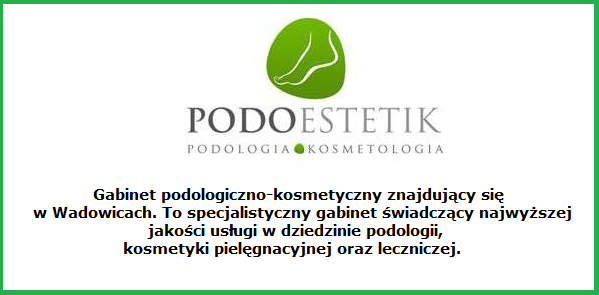 PODOESTETIK
PODOLOGIA KOSMETOLOGIA
Gabinet podologiczno-kosmetyczny znajdujący się
w Wadowicach. To specjalistyczny gabinet świadczący najwyższej
jakości usługi w dziedzinie podologii,
kosmetyki pielęgnacyjnej oraz leczniczej.